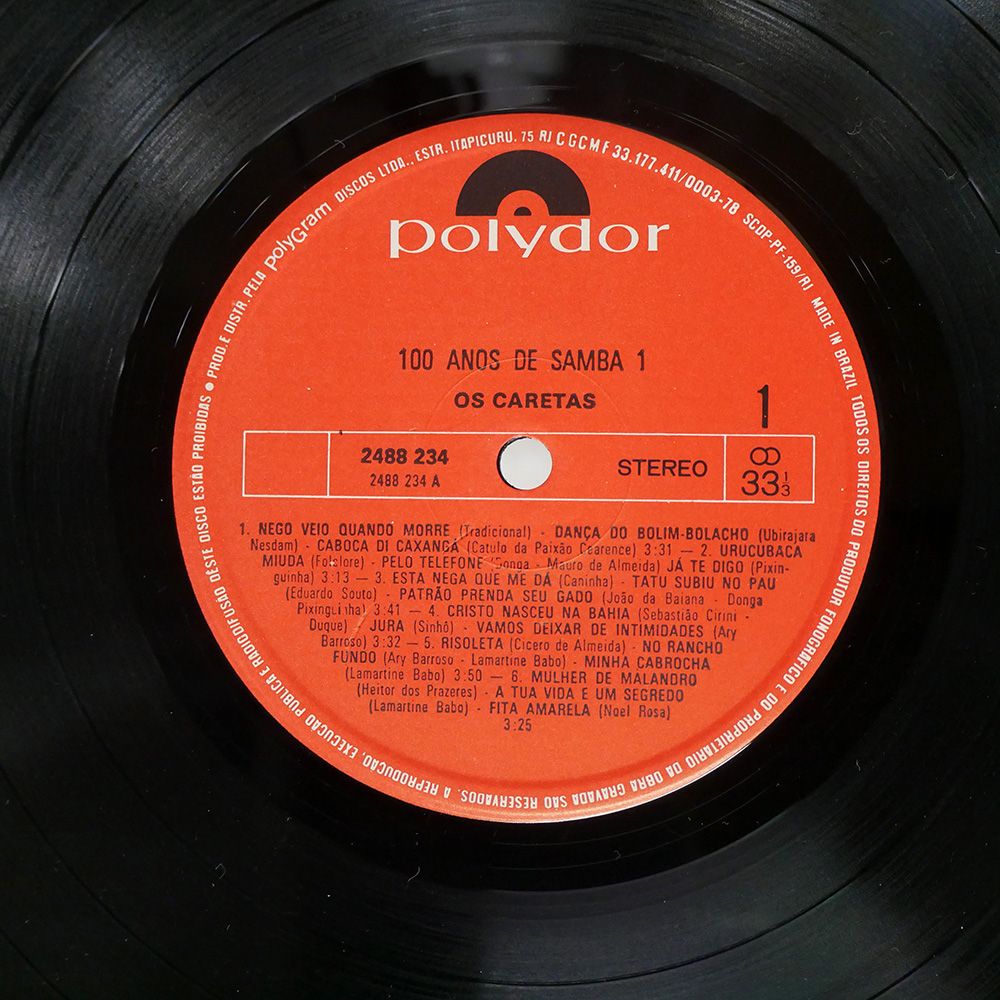 PROD. E DISTR. PELA PolyGram DISCOS LTDA., ESTR. ITAPICURU. 75 RJ CGCMF 33.177.411/0003-78 SCDP-PF-159/RJ MADE IN BRAZIL TODOS OS DIREITOS DO PRODUTOR FONOGRÁFICO E DO PROPRIETARIO DA OBRA GRAVADA SÃO RESERVADOS. A REPRODUÇÃO, EXECUÇÃO PÚBLICA E RADIODIFUSÃO DÊSTE DISCO ESTÃO PROIBIDAS ●
Polydor
100 ANOS DE SAMBA 1
OS CARETAS
1
2488 234
2488 234 A
STEREO
33 1/3
1. NEGO VEIO QUANDO MORRE (Tradicional) - DANÇA DO BOLIM-BOLACHO (Ubirajara
Nesdam) - CABOCA DI CAXANGÁ (Catulo da Paixão Cearence) 3:31 — 2. URUCUBACA
MIUDA (Folclore) - PELO TELEFONE (Donga - Mauro de Almeida) JÁ TE DIGO (Pixin-
guinha) 3:13 — 3. ESTA NEGA QUE ME DÁ (Caninha) - TATU SUBIU NO PAU
(Eduardo Souto) - PATRÃO PRENDA SEU GADO (João da Baiana - Donga
Pixinguinha) 3:41 — 4. CRISTO NASCEU NA BAHIA (Sebastião Cirini -
Duque) - JURA (Sinhô) - VAMOS DEIXAR DE INTIMIDADES (Ary
Barroso) 3:32 — 5. RISOLETA (Cicero de Almeida) - NO RANCHO
FUNDO (Ary Barroso - Lamartine Babo) - MINHA CABROCHA
(Lamartine Babo) 3:50 — 6. MULHER DE MALANDRO
(Heitor dos Prazeres) - A TUA VIDA E UM SEGREDO
(Lamartine Babo) - FITA AMARELA (Noel Rosa)
3:25